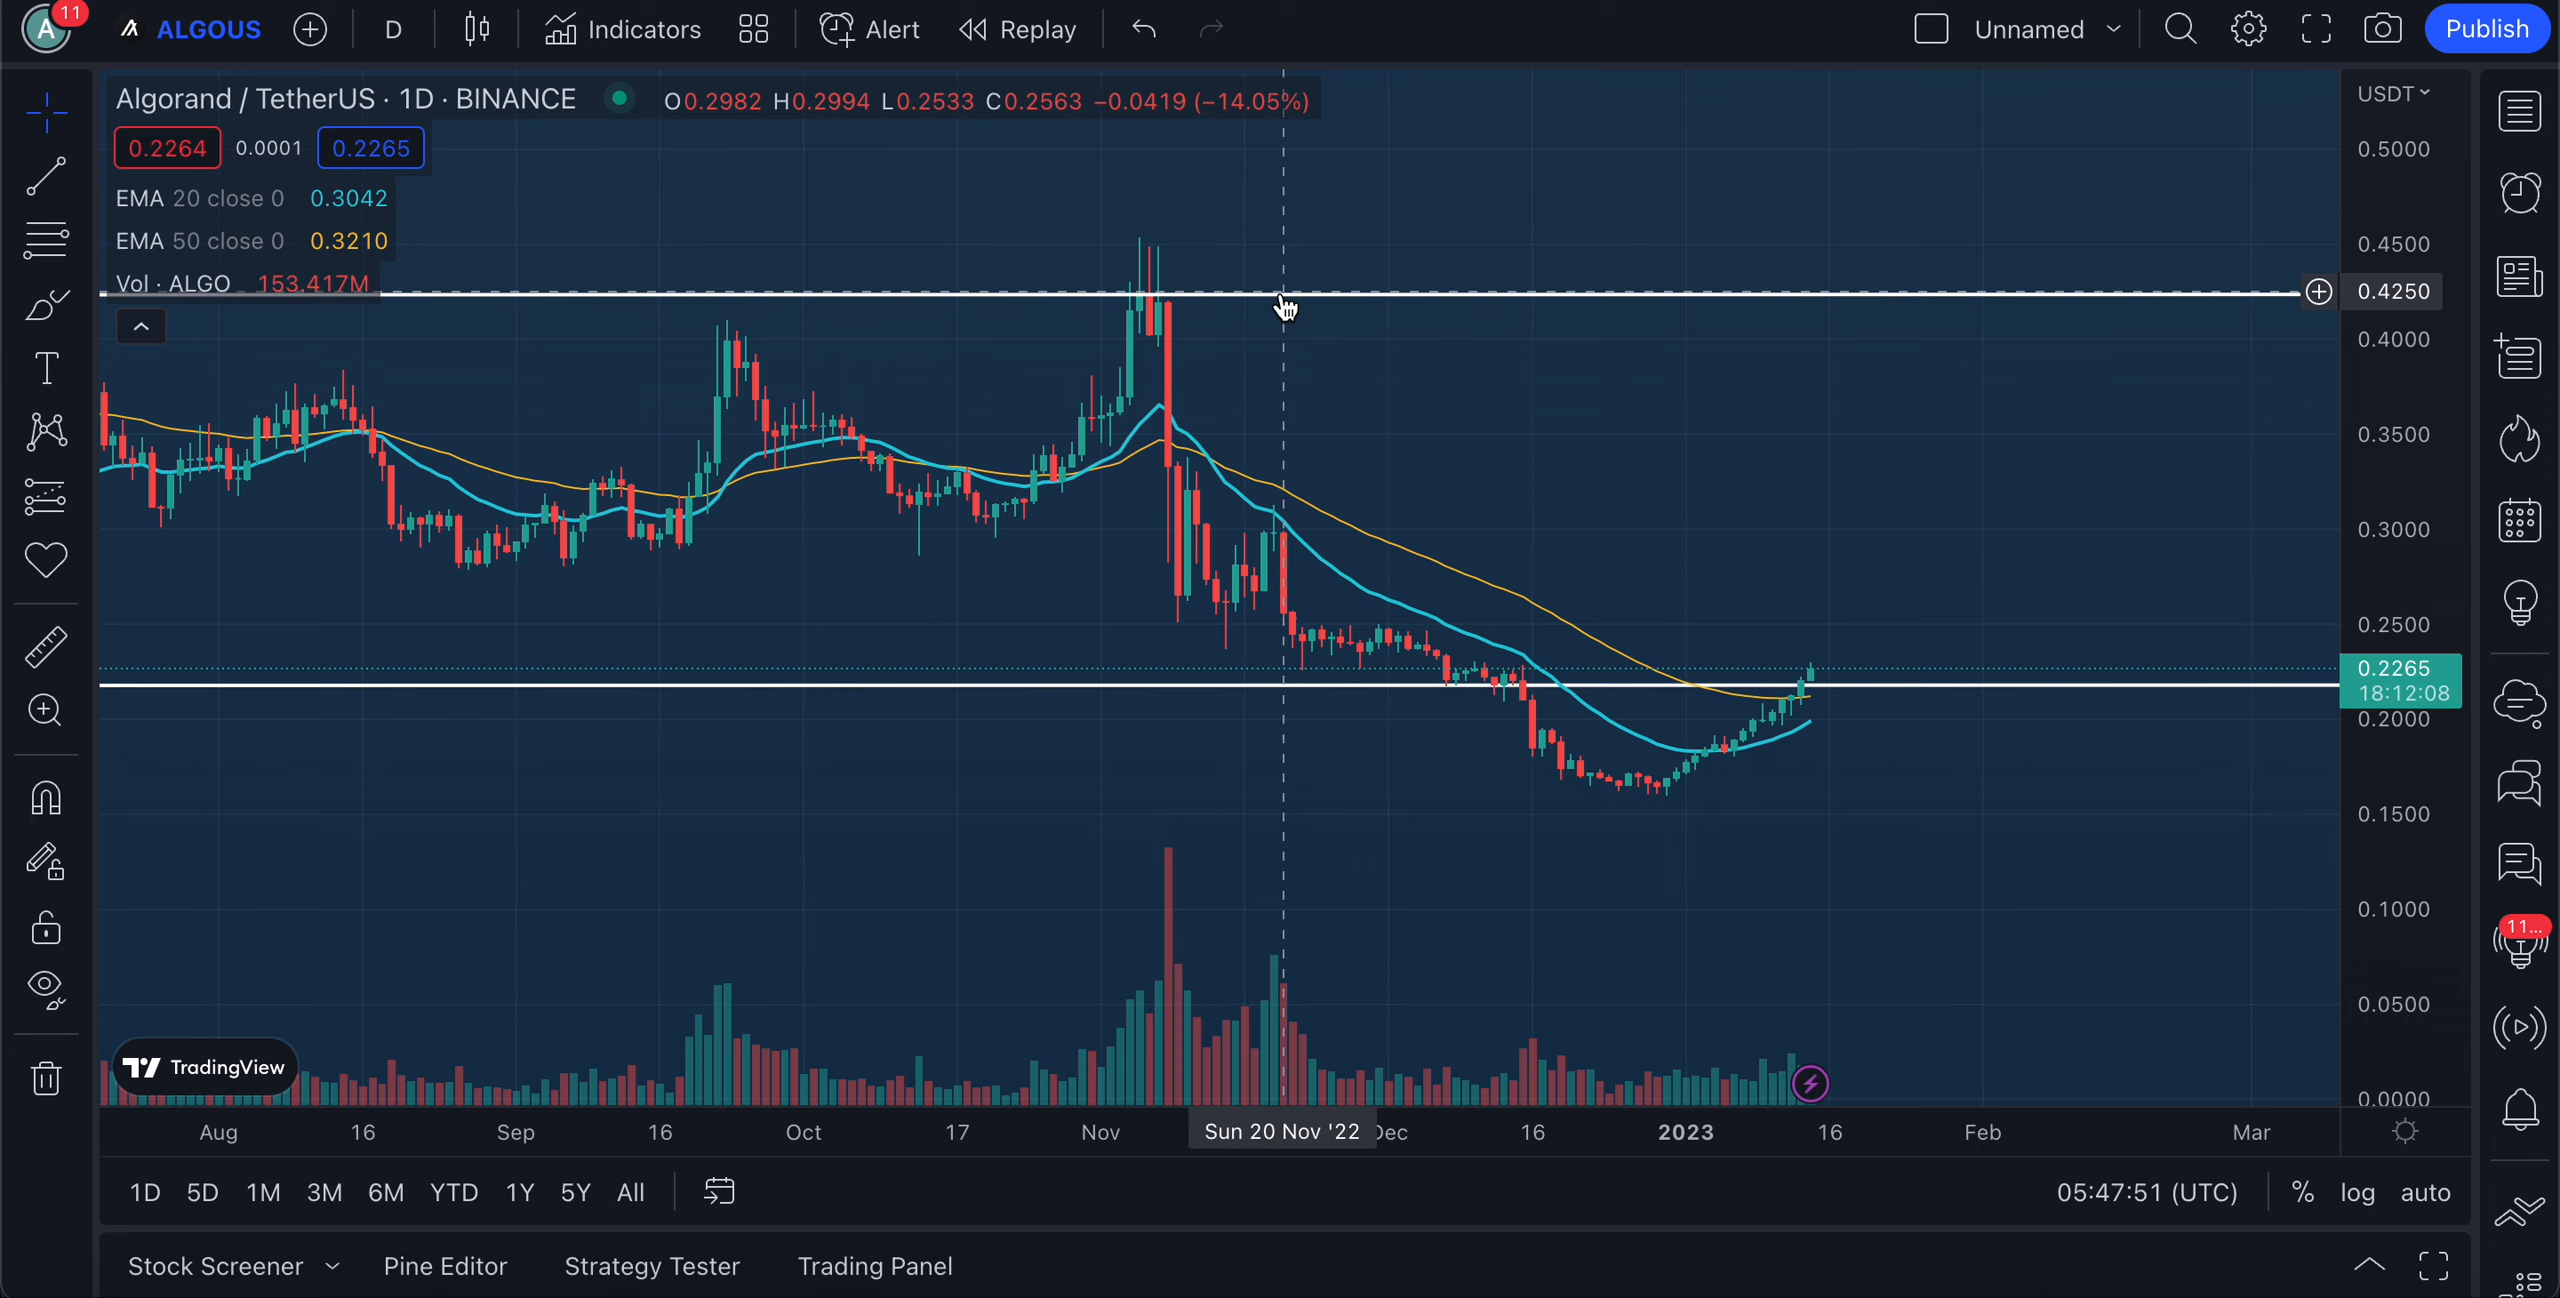 A 11 ALGOUS D Indicators Alert Replay Unnamed Publish
Algorand / TetherUS · 1D · BINANCE O0.2982 H0.2994 L0.2533 C0.2563 −0.0419 (−14.05%)
USDT
0.2264 0.0001 0.2265
EMA 20 close 0 0.3042
EMA 50 close 0 0.3210
Vol · ALGO 153.417M
0.5000
0.4500
0.4250
0.4000
0.3500
0.3000
0.2500
0.2265
18:12:08
0.2000
0.1500
0.1000
0.0500
0.0000
11...
TradingView
Aug 16 Sep 16 Oct 17 Nov Sun 20 Nov '22 Dec 16 2023 16 Feb Mar
1D 5D 1M 3M 6M YTD 1Y 5Y All 05:47:51 (UTC) % log auto
Stock Screener Pine Editor Strategy Tester Trading Panel